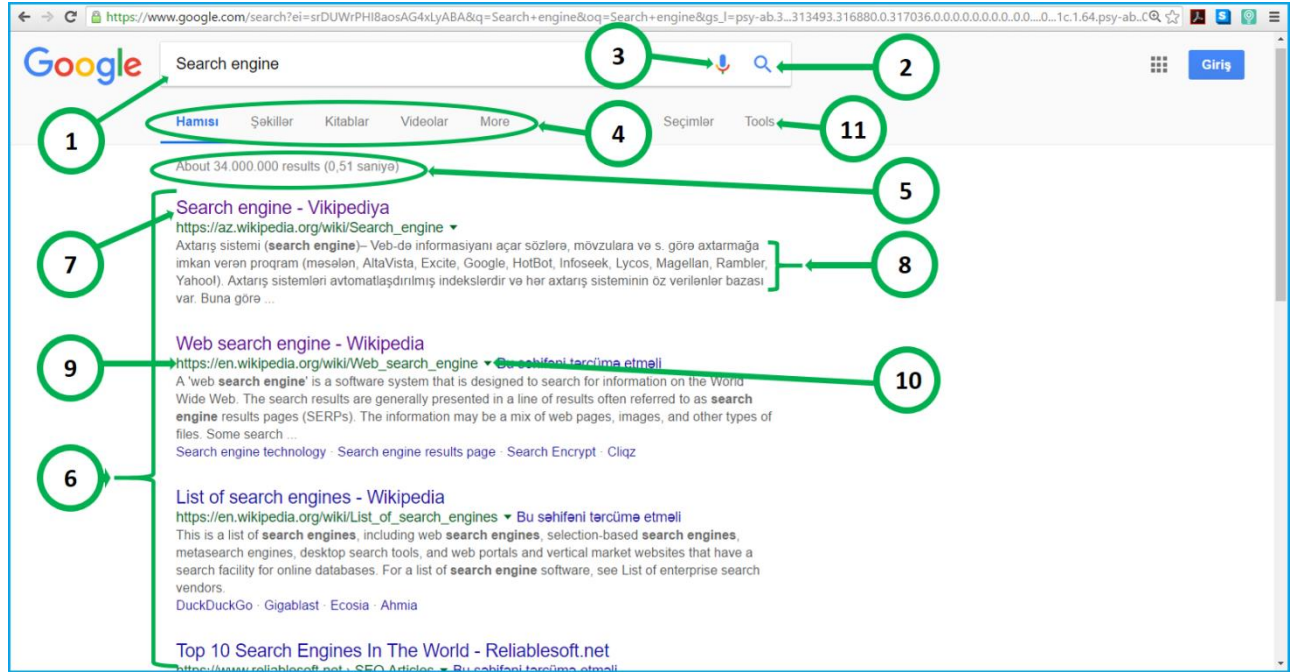 https://www.google.com/search?ei=srDUWrPHI8aosAG4xLyABA&q=Search+engine&oq=Search+engine&gs_l=psy-ab.3...313493.316880.0.317036.0.0.0.0.0.0.0.0..0.0....0...1c.1.64.psy-ab..0
Google
Search engine
3
2
Giriş
1
Hamısı Şəkillər Kitablar Videolar More
4
Seçimlər Tools
11
About 34.000.000 results (0,51 saniyə)
5
Search engine - Vikipediya
https://az.wikipedia.org/wiki/Search_engine
7
Axtarış sistemi (search engine)– Veb-də informasiyanı açar sözlərə, mövzulara və s. görə axtarmağa
imkan verən proqram (məsələn, AltaVista, Excite, Google, HotBot, Infoseek, Lycos, Magellan, Rambler,
8
Yahoo!). Axtarış sistemləri avtomatlaşdırılmış indekslərdir və hər axtarış sisteminin öz verilənlər bazası
var. Buna görə ...
Web search engine - Wikipedia
9
https://en.wikipedia.org/wiki/Web_search_engine Bu səhifəni tərcümə etməli
10
A 'web search engine' is a software system that is designed to search for information on the World
Wide Web. The search results are generally presented in a line of results often referred to as search
engine results pages (SERPs). The information may be a mix of web pages, images, and other types of
files. Some search ...
Search engine technology · Search engine results page · Search Encrypt · Cliqz
6
List of search engines - Wikipedia
https://en.wikipedia.org/wiki/List_of_search_engines Bu səhifəni tərcümə etməli
This is a list of search engines, including web search engines, selection-based search engines,
metasearch engines, desktop search tools, and web portals and vertical market websites that have a
search facility for online databases. For a list of search engine software, see List of enterprise search
vendors.
DuckDuckGo · Gigablast · Ecosia · Ahmia
Top 10 Search Engines In The World - Reliablesoft.net
https://www.reliablesoft.net › SEO Articles Bu səhifəni tərcümə etməli